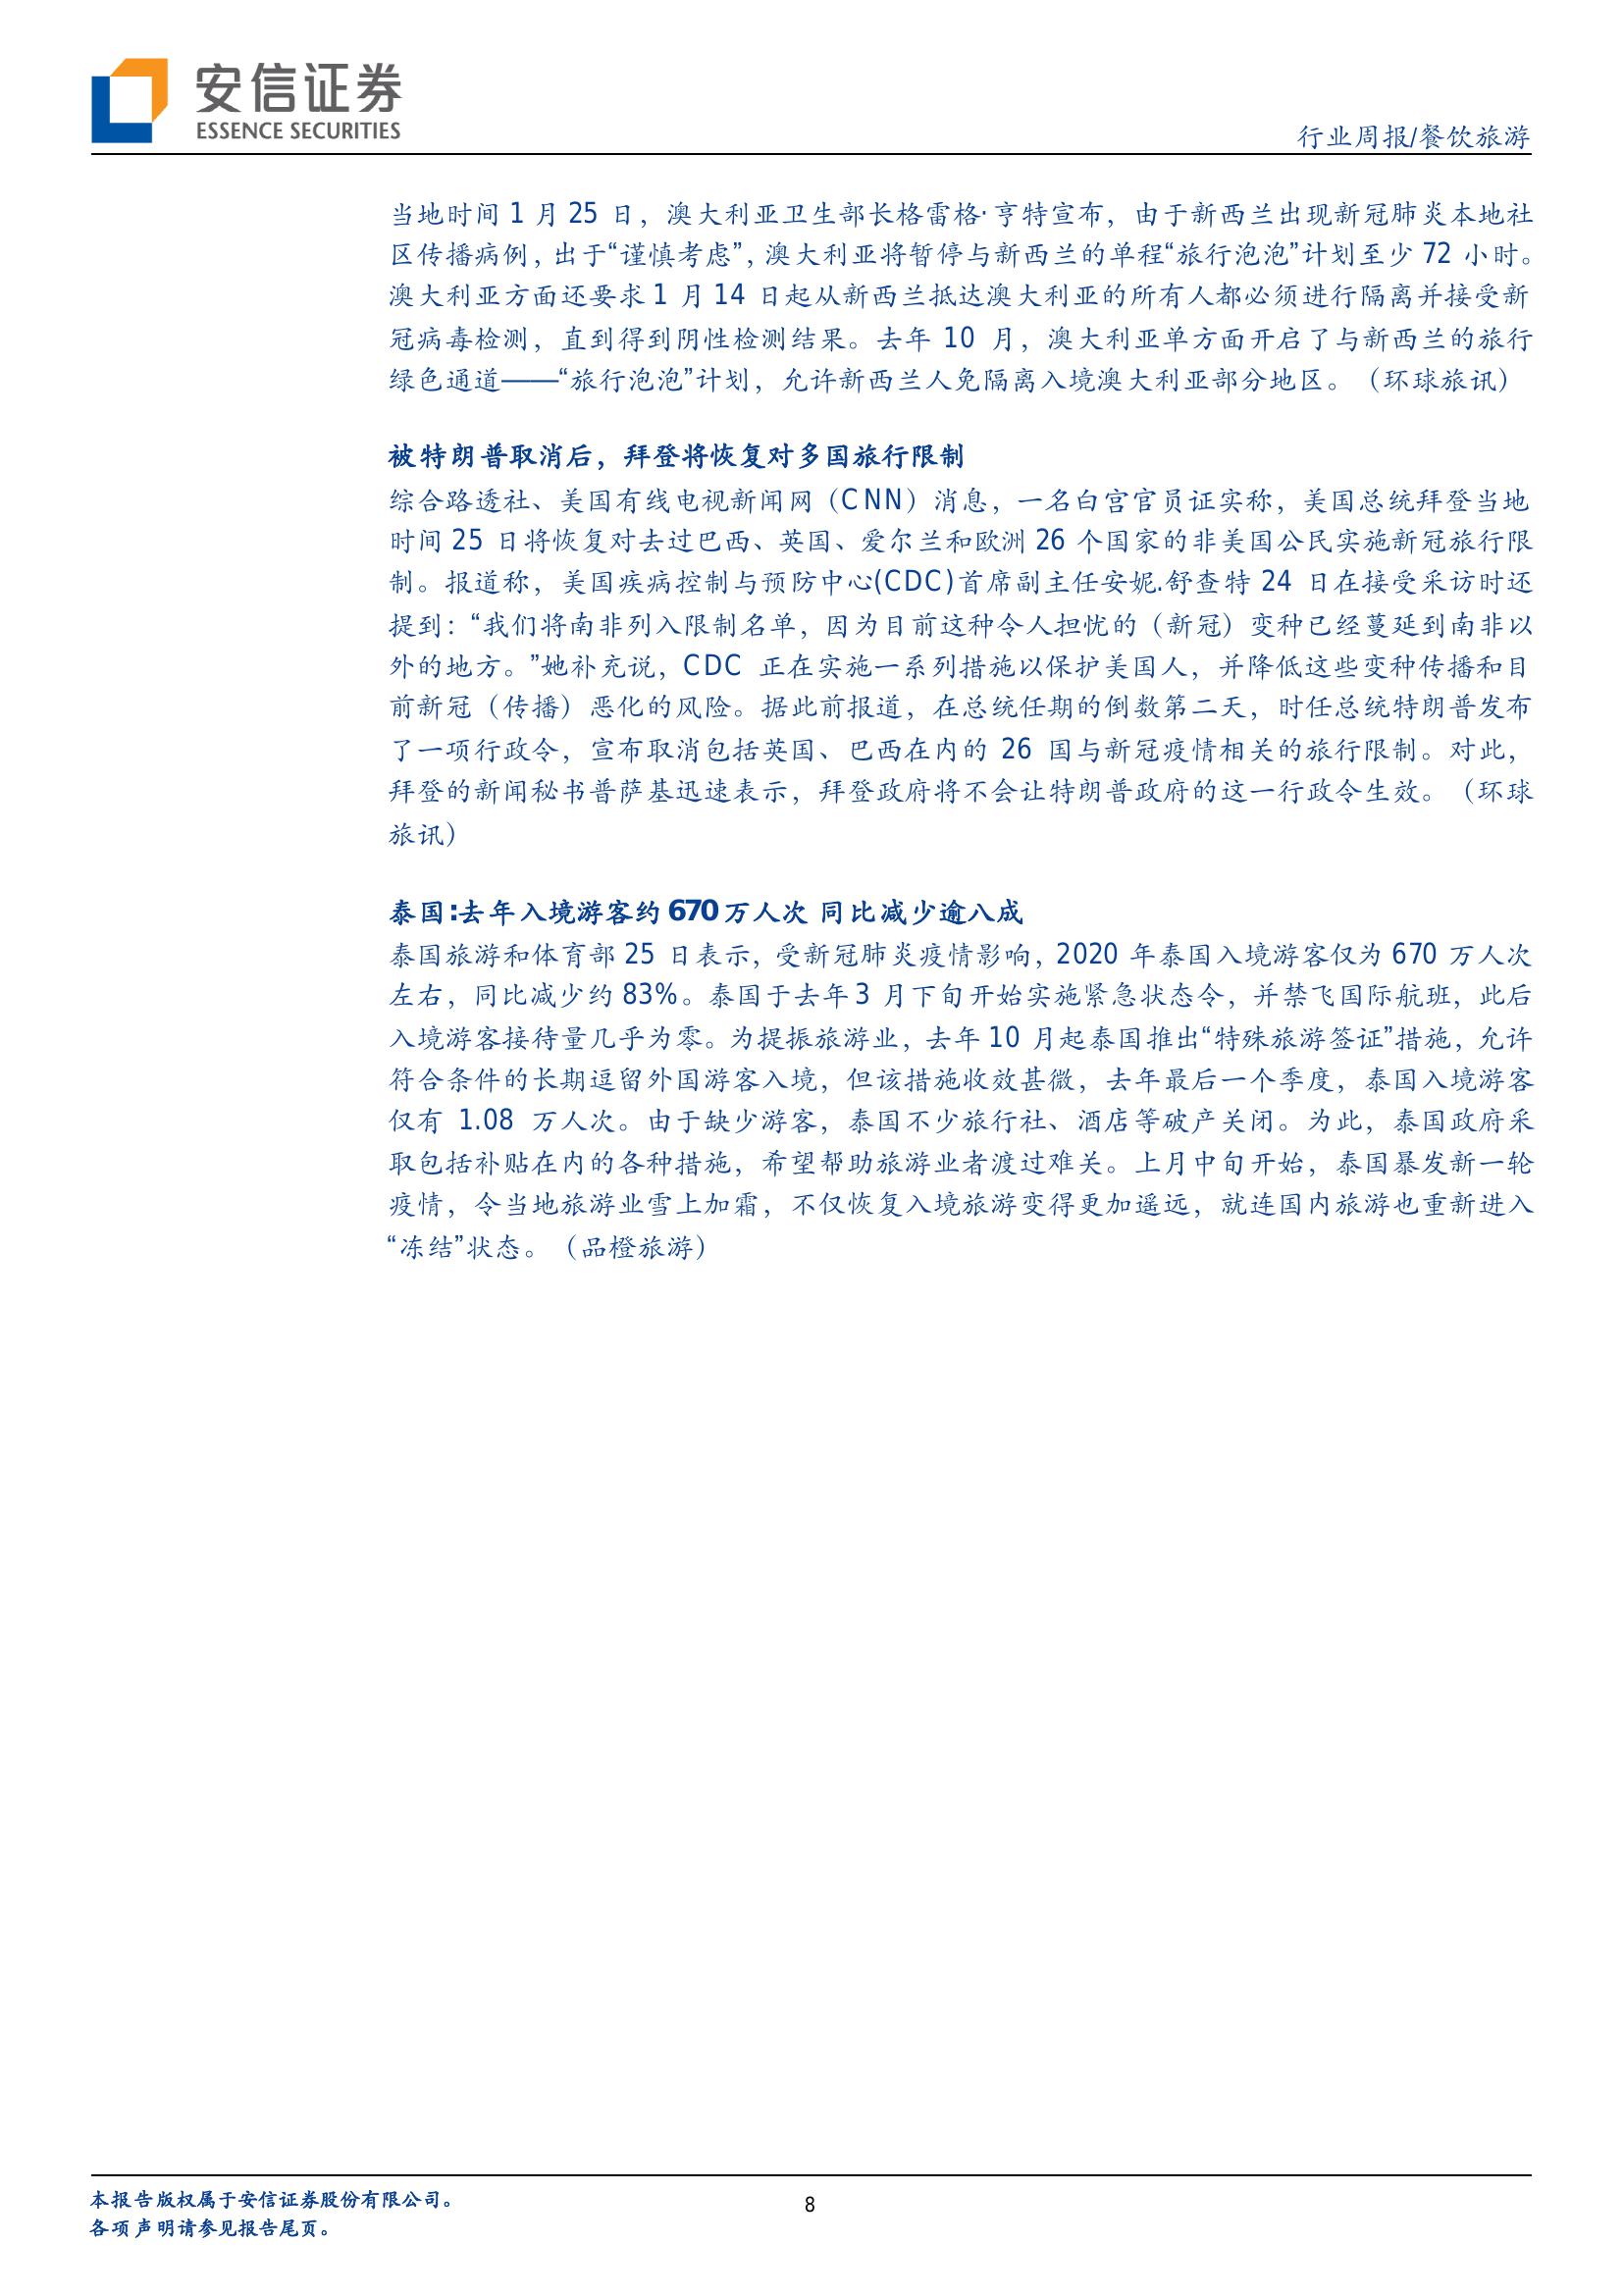 安信证券
ESSENCE SECURITIES
行业周报/餐饮旅游
当地时间 1 月 25 日，澳大利亚卫生部长格雷格·亨特宣布，由于新西兰出现新冠肺炎本地社
区传播病例，出于“谨慎考虑”，澳大利亚将暂停与新西兰的单程“旅行泡泡”计划至少 72 小时。
澳大利亚方面还要求 1 月 14 日起从新西兰抵达澳大利亚的所有人都必须进行隔离并接受新
冠病毒检测，直到得到阴性检测结果。去年 10 月，澳大利亚单方面开启了与新西兰的旅行
绿色通道——“旅行泡泡”计划，允许新西兰人免隔离入境澳大利亚部分地区。（环球旅讯）
被特朗普取消后，拜登将恢复对多国旅行限制
综合路透社、美国有线电视新闻网（CNN）消息，一名白宫官员证实称，美国总统拜登当地
时间 25 日将恢复对去过巴西、英国、爱尔兰和欧洲 26 个国家的非美国公民实施新冠旅行限
制。报道称，美国疾病控制与预防中心(CDC)首席副主任安妮.舒查特 24 日在接受采访时还
提到：“我们将南非列入限制名单，因为目前这种令人担忧的（新冠）变种已经蔓延到南非以
外的地方。”她补充说，CDC 正在实施一系列措施以保护美国人，并降低这些变种传播和目
前新冠（传播）恶化的风险。据此前报道，在总统任期的倒数第二天，时任总统特朗普发布
了一项行政令，宣布取消包括英国、巴西在内的 26 国与新冠疫情相关的旅行限制。对此，
拜登的新闻秘书普萨基迅速表示，拜登政府将不会让特朗普政府的这一行政令生效。（环球
旅讯）
泰国:去年入境游客约 670 万人次 同比减少逾八成
泰国旅游和体育部 25 日表示，受新冠肺炎疫情影响，2020 年泰国入境游客仅为 670 万人次
左右，同比减少约 83%。泰国于去年 3 月下旬开始实施紧急状态令，并禁飞国际航班，此后
入境游客接待量几乎为零。为提振旅游业，去年 10 月起泰国推出“特殊旅游签证”措施，允许
符合条件的长期逗留外国游客入境，但该措施收效甚微，去年最后一个季度，泰国入境游客
仅有 1.08 万人次。由于缺少游客，泰国不少旅行社、酒店等破产关闭。为此，泰国政府采
取包括补贴在内的各种措施，希望帮助旅游业者渡过难关。上月中旬开始，泰国暴发新一轮
疫情，令当地旅游业雪上加霜，不仅恢复入境旅游变得更加遥远，就连国内旅游也重新进入
“冻结”状态。（品橙旅游）
本报告版权属于安信证券股份有限公司。
8
各项声明请参见报告尾页。